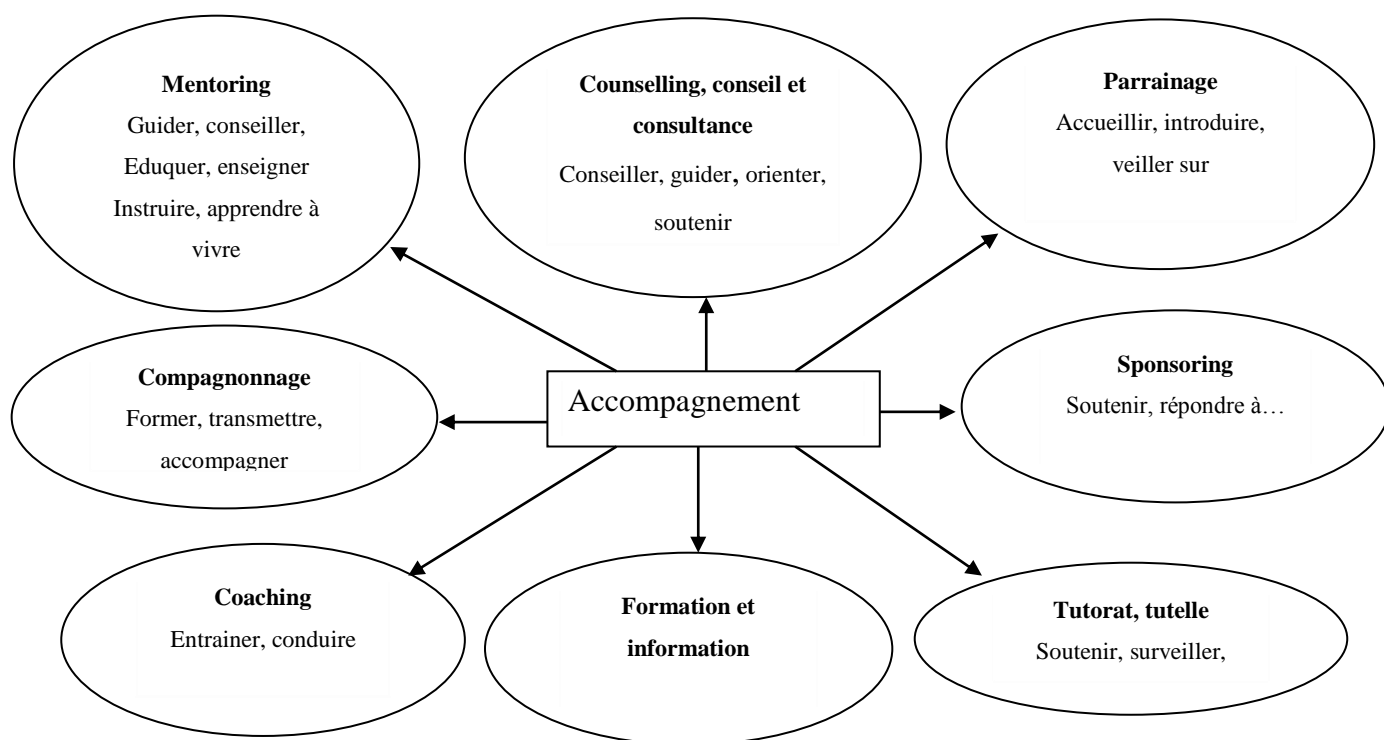 Mentoring
Guider, conseiller,
Eduquer, enseigner
Instruire, apprendre à
vivre
Counselling, conseil et
consultance
Conseiller, guider, orienter,
soutenir
Parrainage
Accueillir, introduire,
veiller sur
Compagnonnage
Former, transmettre,
accompagner
Accompagnement
Sponsoring
Soutenir, répondre à…
Coaching
Entrainer, conduire
Formation et
information
Tutorat, tutelle
Soutenir, surveiller,